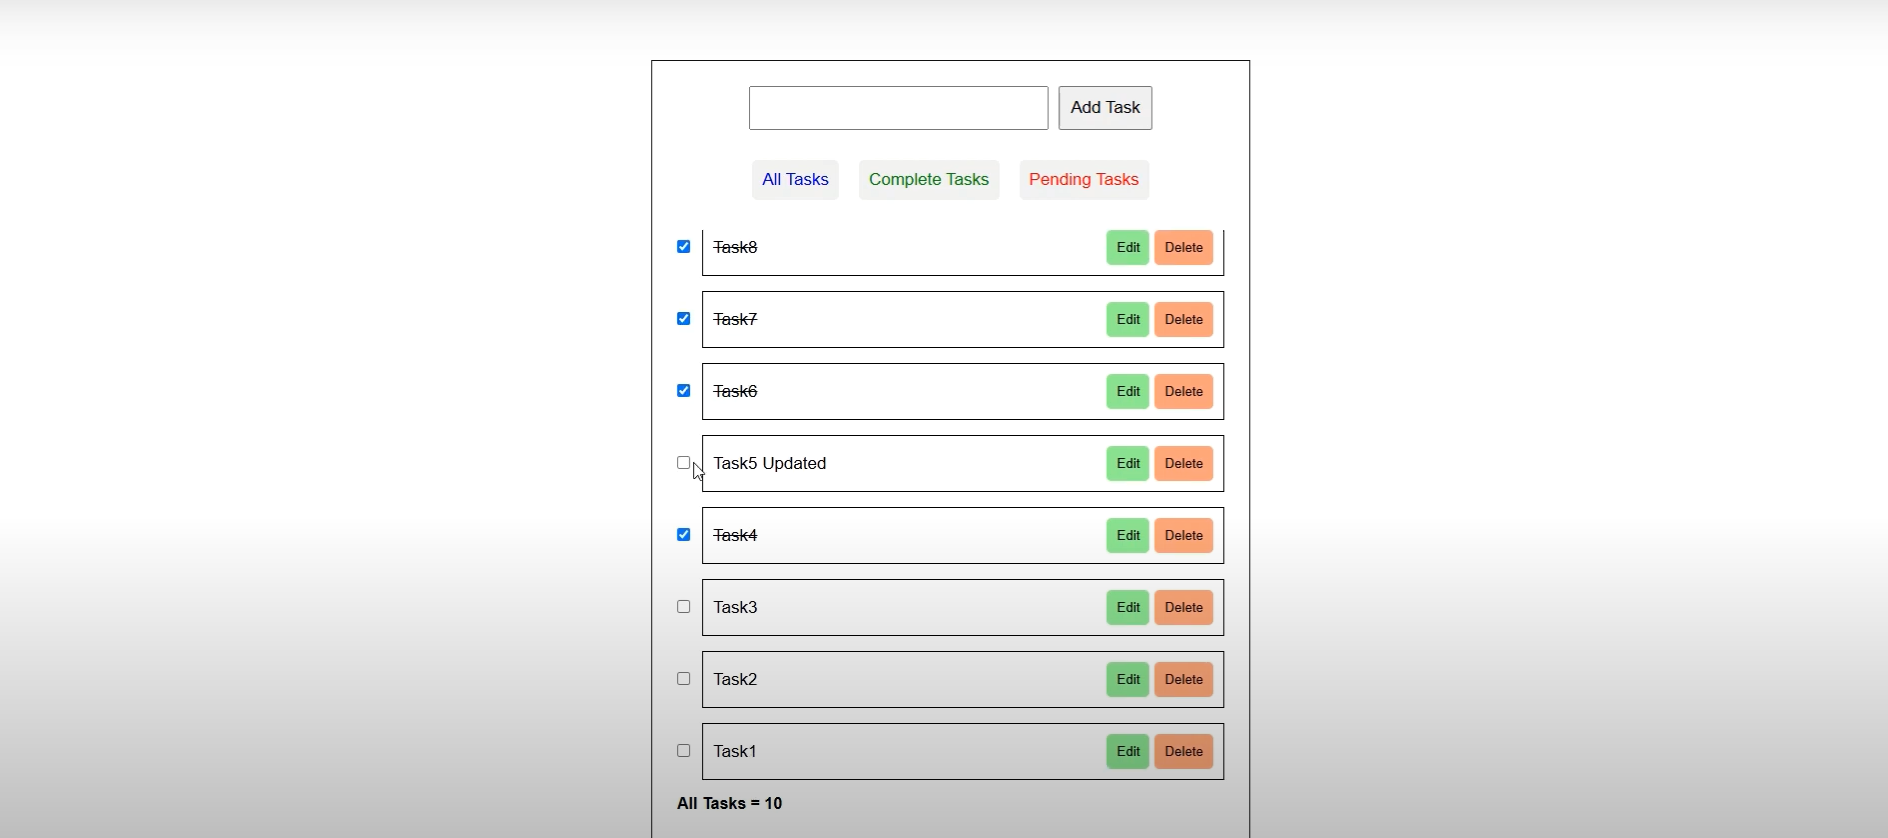 Add Task
All Tasks Complete Tasks Pending Tasks
Task8 Edit Delete
Task7 Edit Delete
Task6 Edit Delete
Task5 Updated Edit Delete
Task4 Edit Delete
Task3 Edit Delete
Task2 Edit Delete
Task1 Edit Delete
All Tasks = 10